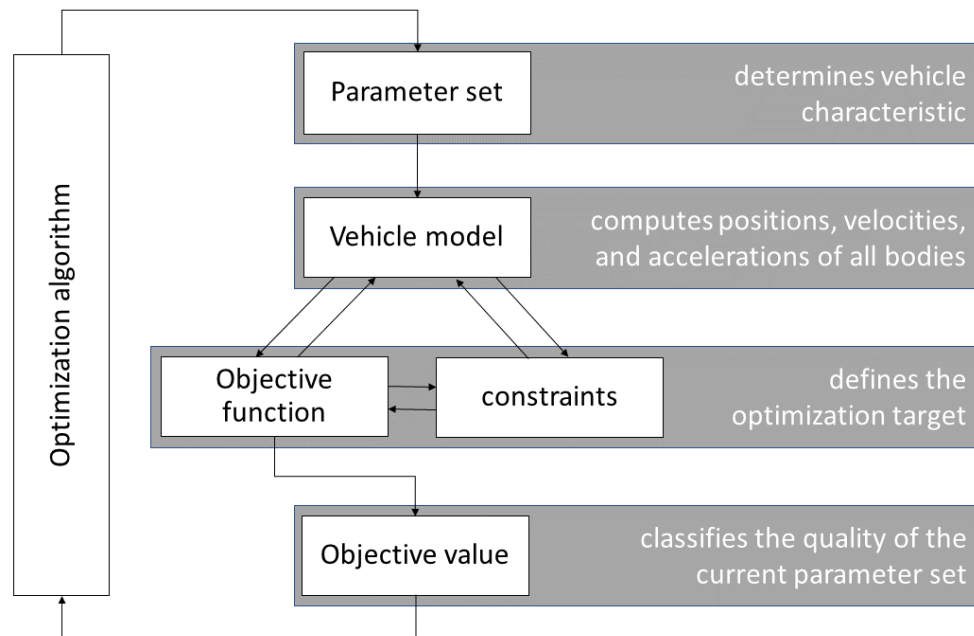 Optimization algorithm
Parameter set
determines vehicle
characteristic
Vehicle model
computes positions, velocities,
and accelerations of all bodies
Objective
function
constraints
defines the
optimization target
Objective value
classifies the quality of the
current parameter set